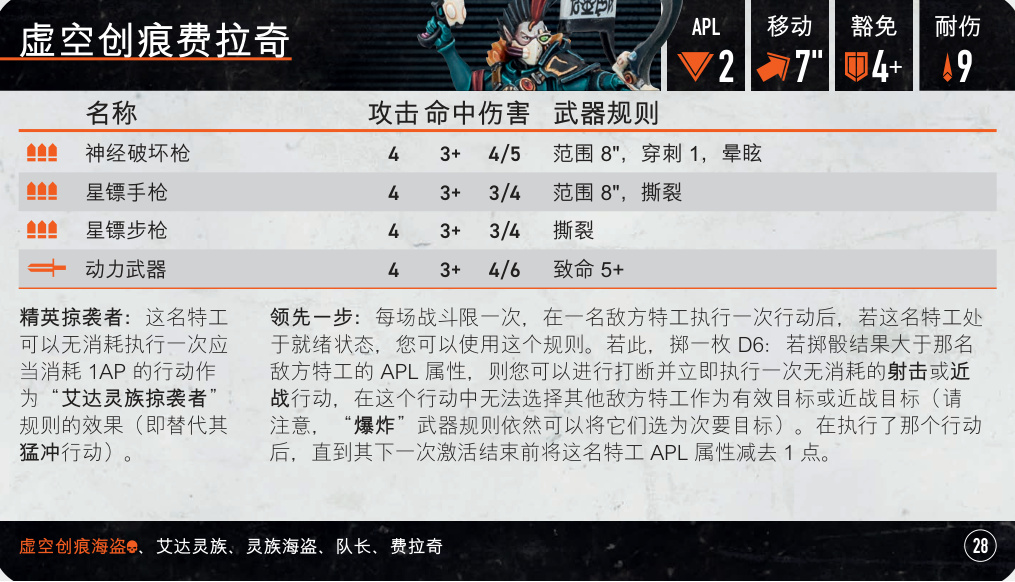 虚空创痕费拉奇
APL 移动 豁免 耐伤
2 7" 4+ 9
名称 攻击 命中 伤害 武器规则
神经破坏枪 4 3+ 4/5 范围 8"，穿刺 1，晕眩
星镖手枪 4 3+ 3/4 范围 8"，撕裂
星镖步枪 4 3+ 3/4 撕裂
动力武器 4 3+ 4/6 致命 5+
精英掠袭者：这名特工
可以无消耗执行一次应
当消耗 1AP 的行动作
为“艾达灵族掠袭者”
规则的效果（即替代其
猛冲行动）。
领先一步：每场战斗限一次，在一名敌方特工执行一次行动后，若这名特工处
于就绪状态，您可以使用这个规则。若此，掷一枚 D6：若掷骰结果大于那名
敌方特工的 APL 属性，则您可以进行打断并立即执行一次无消耗的射击或近
战行动，在这个行动中无法选择其他敌方特工作为有效目标或近战目标（请
注意，“爆炸”武器规则依然可以将它们选为次要目标）。在执行了那个行动
后，直到其下一次激活结束前将这名特工 APL 属性减去 1 点。
虚空创痕海盗、艾达灵族、灵族海盗、队长、费拉奇
28